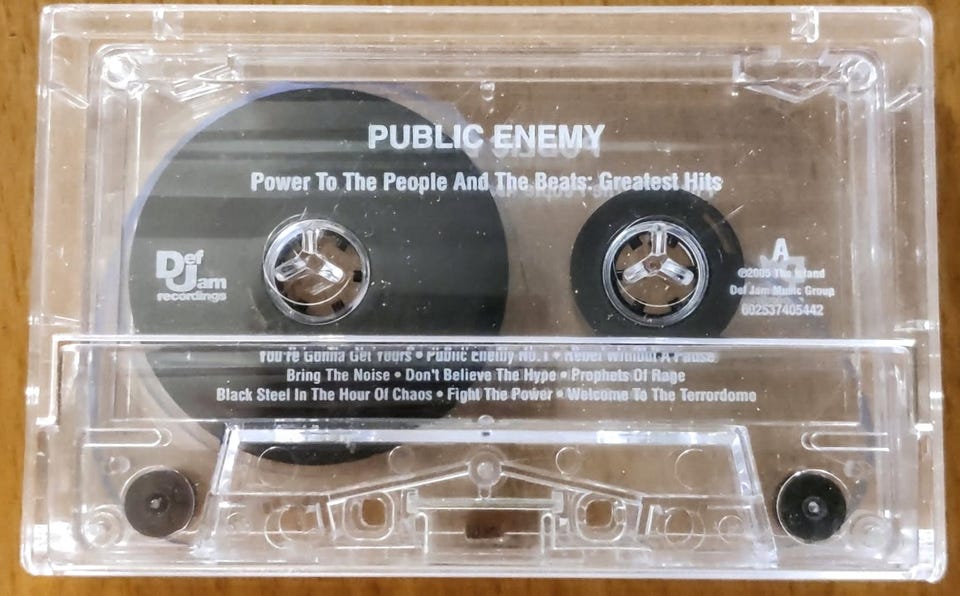 PUBLIC ENEMY
Power To The People And The Beats: Greatest Hits
Def
Jam
recordings
A
℗2005 The Island
Def Jam Music Group
602537405442
You're Gonna Get Yours • Public Enemy No. 1 • Rebel Without A Pause
Bring The Noise • Don't Believe The Hype • Prophets Of Rage
Black Steel In The Hour Of Chaos • Fight The Power • Welcome To The Terrordome